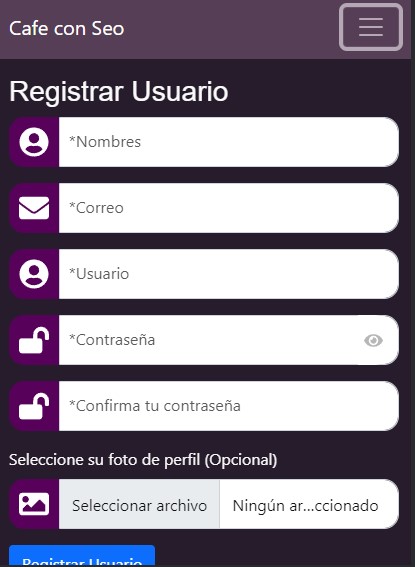 Cafe con Seo
Registrar Usuario
*Nombres
*Correo
*Usuario
*Contraseña
*Confirma tu contraseña
Seleccione su foto de perfil (Opcional)
Seleccionar archivo Ningún ar...ccionado
Registrar Usuario